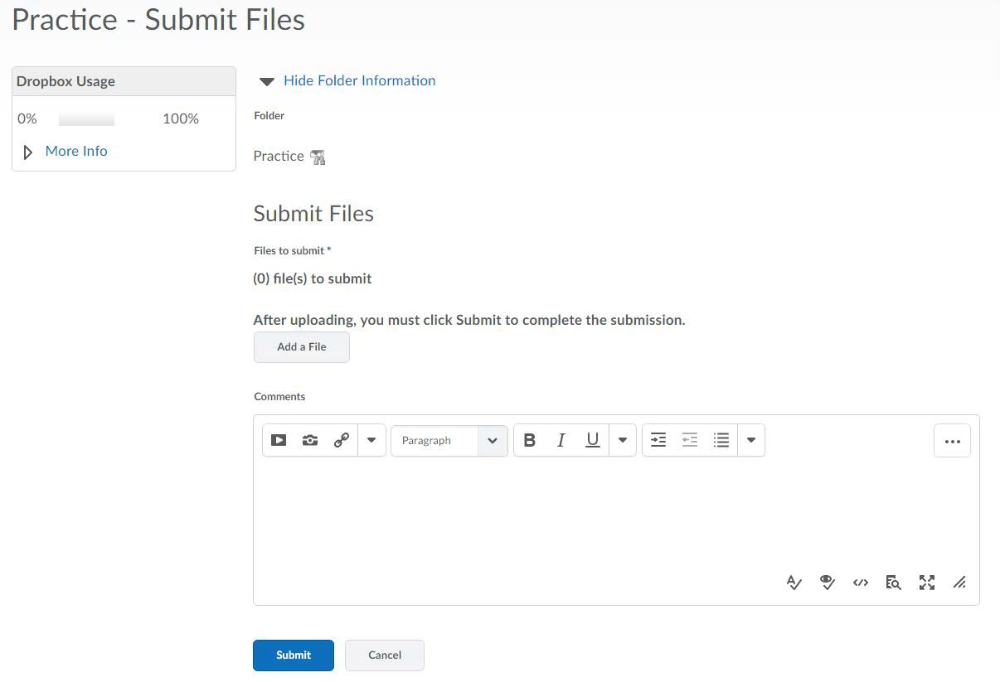 Practice - Submit Files
Dropbox Usage
0% 100%
More Info
Hide Folder Information
Folder
Practice
Submit Files
Files to submit *
(0) file(s) to submit
After uploading, you must click Submit to complete the submission.
Add a File
Comments
Paragraph B I U
Submit Cancel